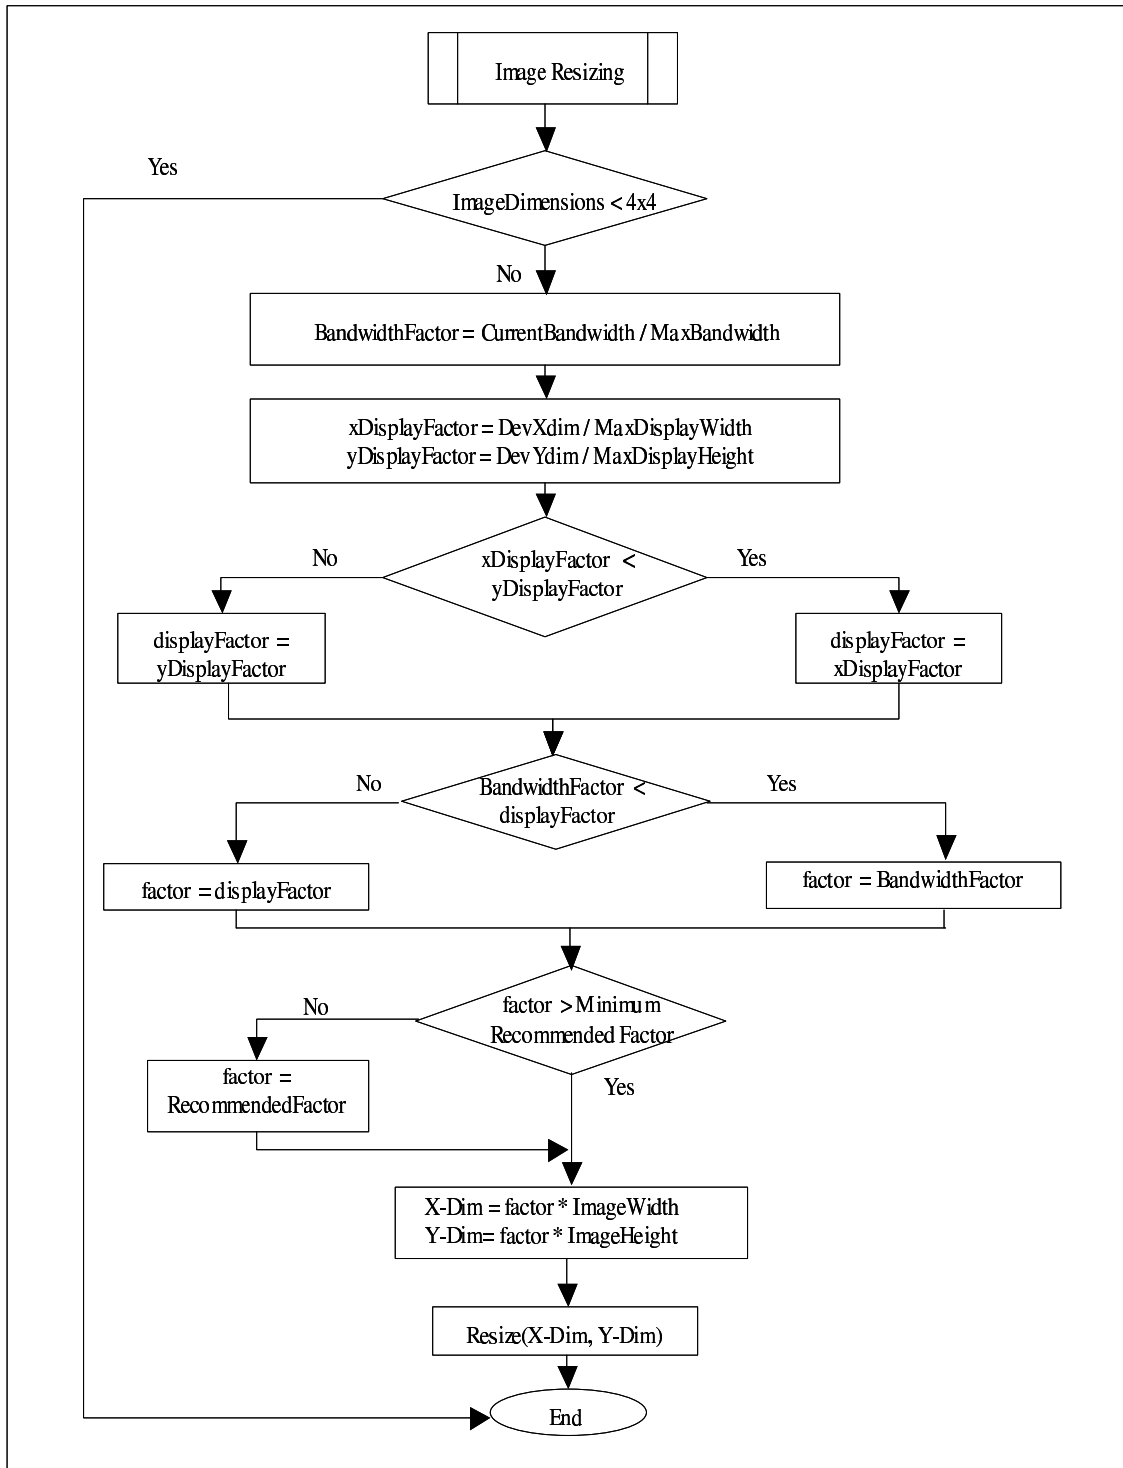 Image Resizing
Yes
ImageDimensions < 4x4
No
BandwidthFactor = CurrentBandwidth / MaxBandwidth
xDisplayFactor = DevXdim / MaxDisplayWidth
yDisplayFactor = DevYdim / MaxDisplayHeight
No
xDisplayFactor <
yDisplayFactor
Yes
displayFactor =
yDisplayFactor
displayFactor =
xDisplayFactor
No
BandwidthFactor <
displayFactor
Yes
factor = displayFactor
factor = BandwidthFactor
No
factor > Minimum
Recommended Factor
Yes
factor =
RecommendedFactor
X-Dim = factor * ImageWidth
Y-Dim= factor * ImageHeight
Resize(X-Dim, Y-Dim)
End